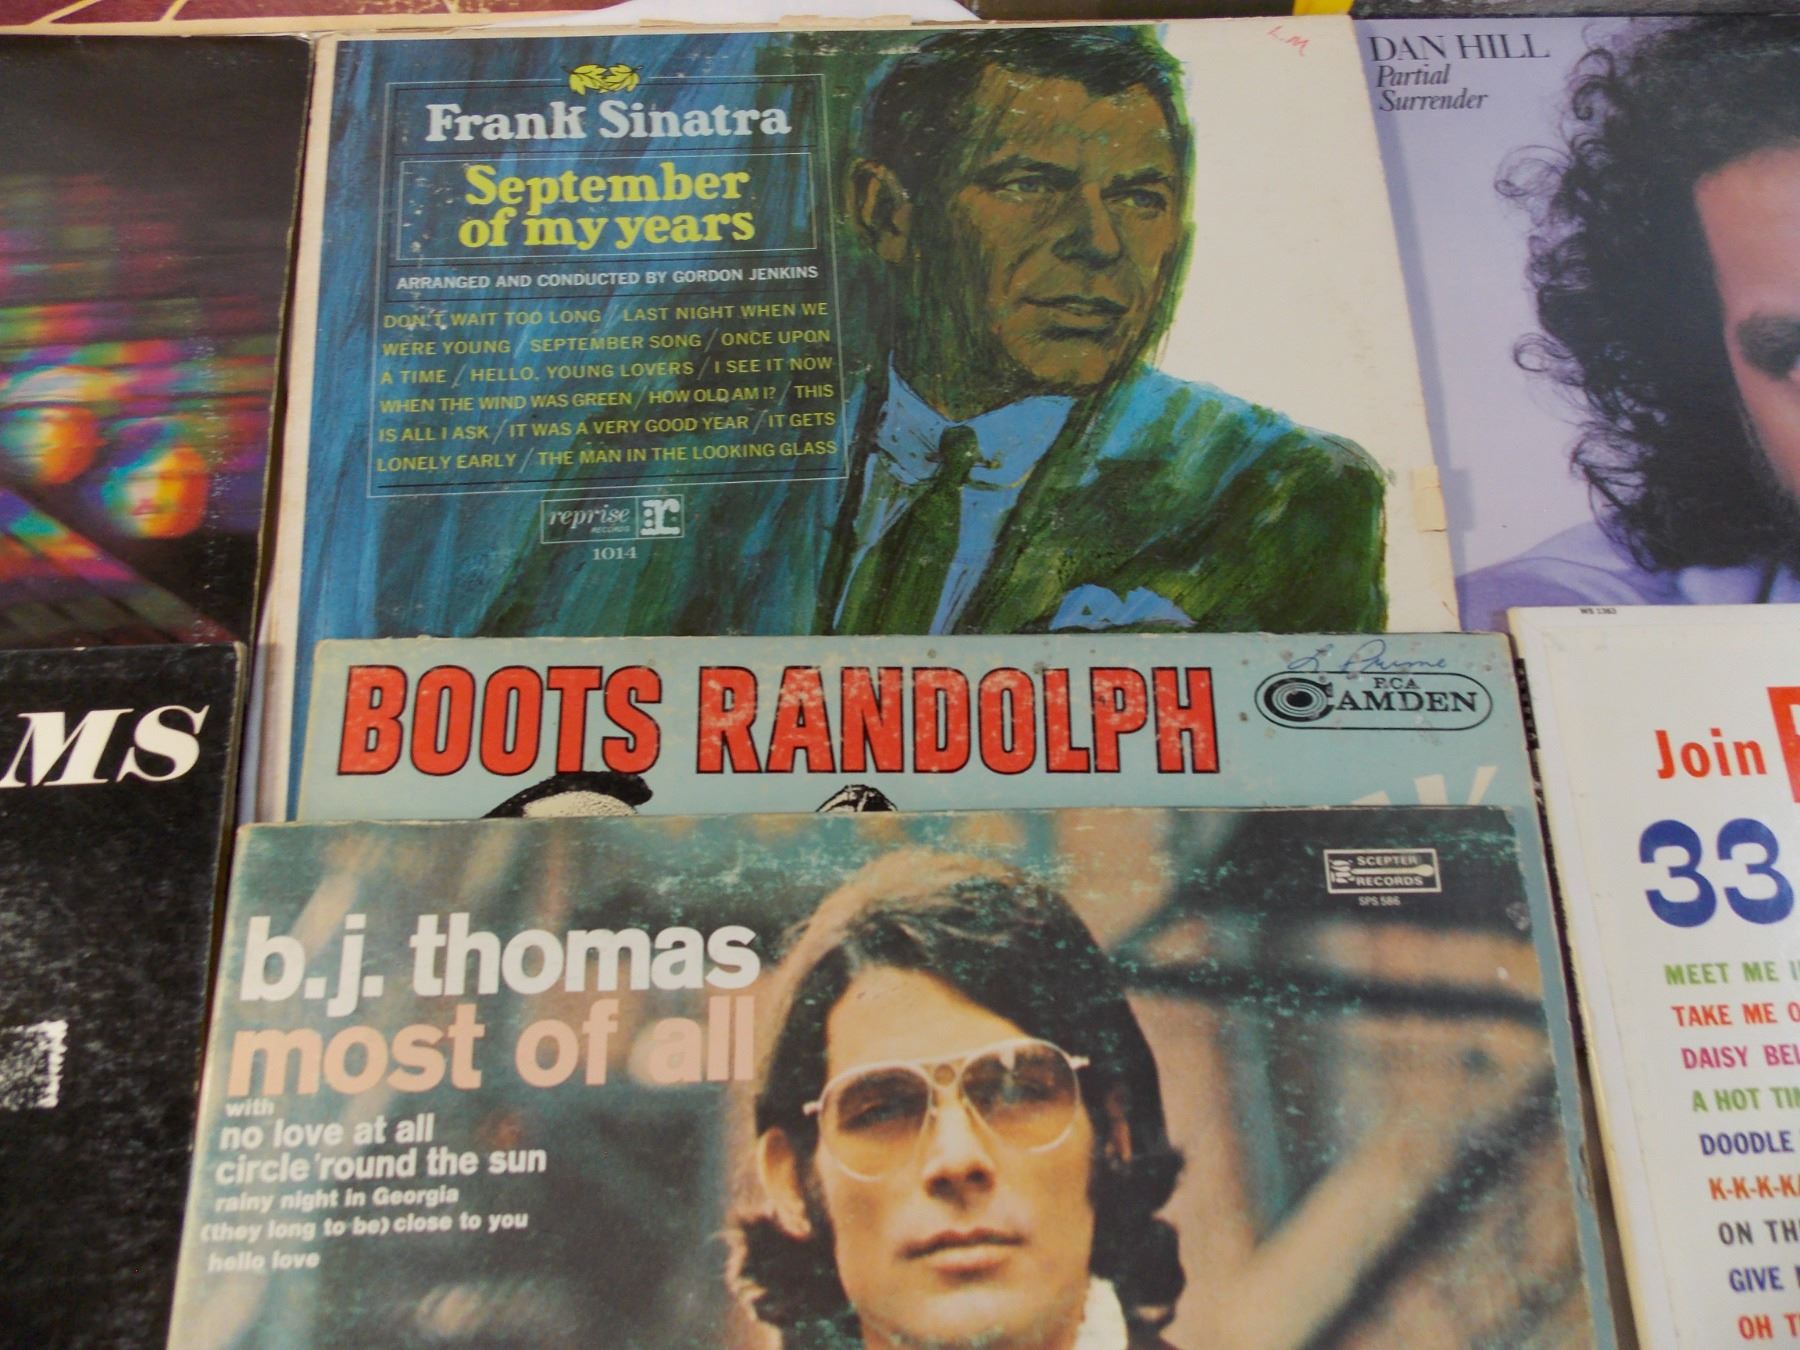 Frank Sinatra
September
of my years
ARRANGED AND CONDUCTED BY GORDON JENKINS
DON'T WAIT TOO LONG / LAST NIGHT WHEN WE
WERE YOUNG / SEPTEMBER SONG / ONCE UPON
A TIME / HELLO, YOUNG LOVERS / I SEE IT NOW
WHEN THE WIND WAS GREEN / HOW OLD AM I? / THIS
IS ALL I ASK / IT WAS A VERY GOOD YEAR / IT GETS
LONELY EARLY / THE MAN IN THE LOOKING GLASS
reprise
RECORDS
r
1014
L.M
DAN HILL
Partial
Surrender
MS
BOOTS RANDOLPH
RCA
CAMDEN
SCEPTER
RECORDS
SPS 586
b.j. thomas
most of all
with
no love at all
circle 'round the sun
rainy night in Georgia
(they long to be) close to you
hello love
WS 1363
Join
33
MEET ME
TAKE ME
DAISY
A HOT
DOODLE
ON
GIVE
OH